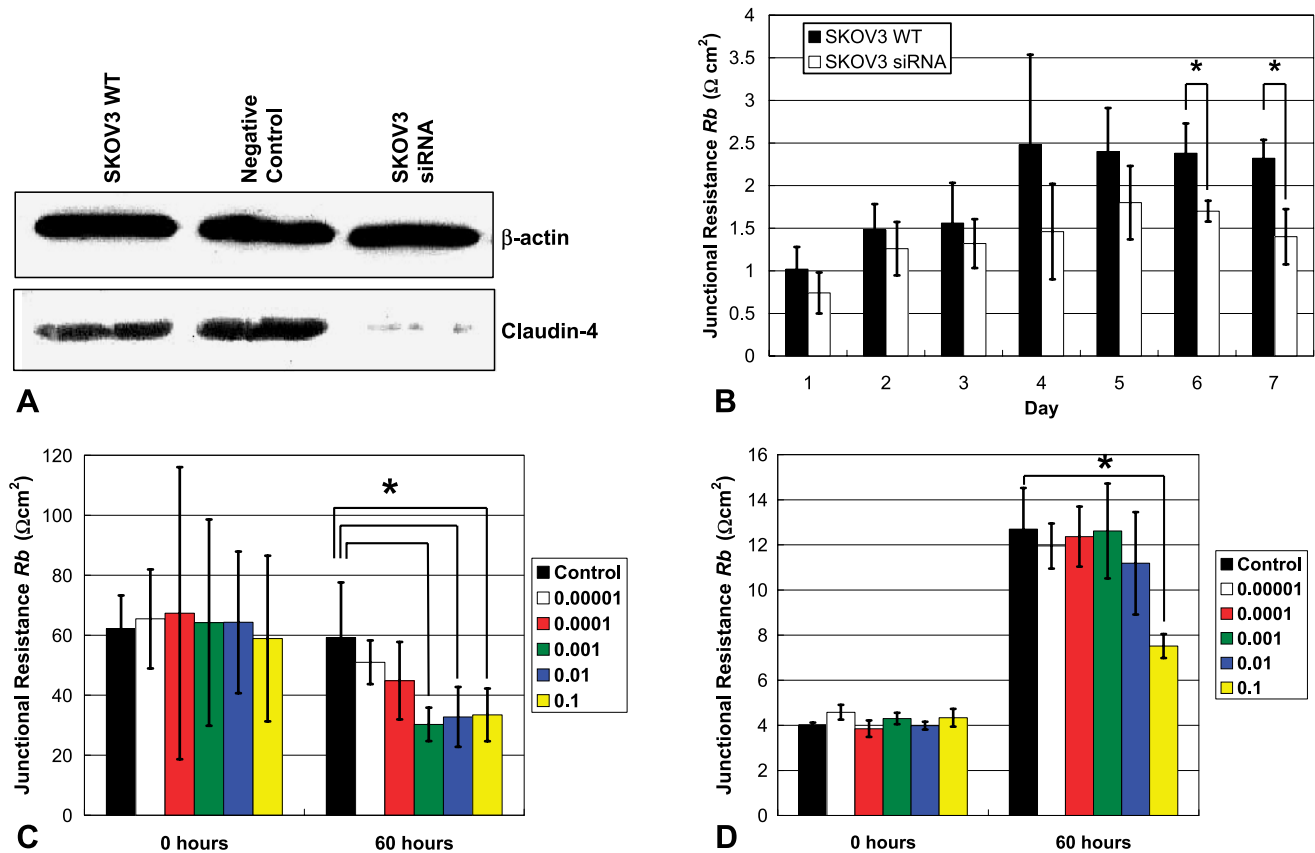 SKOV3 WT
Negative
Control
SKOV3
siRNA
β-actin
Claudin-4
A
SKOV3 WT
SKOV3 siRNA
Junctional Resistance Rb (Ω cm²)
4
3.5
3
2.5
2
1.5
1
0.5
0
* *
1 2 3 4 5 6 7
Day
B
Junctional Resistance Rb (Ωcm²)
120
100
80
60
40
20
0
*
0 hours 60 hours
Control
0.00001
0.0001
0.001
0.01
0.1
C
Junctional Resistance Rb (Ωcm²)
16
14
12
10
8
6
4
2
0
*
0 hours 60 hours
Control
0.00001
0.0001
0.001
0.01
0.1
D